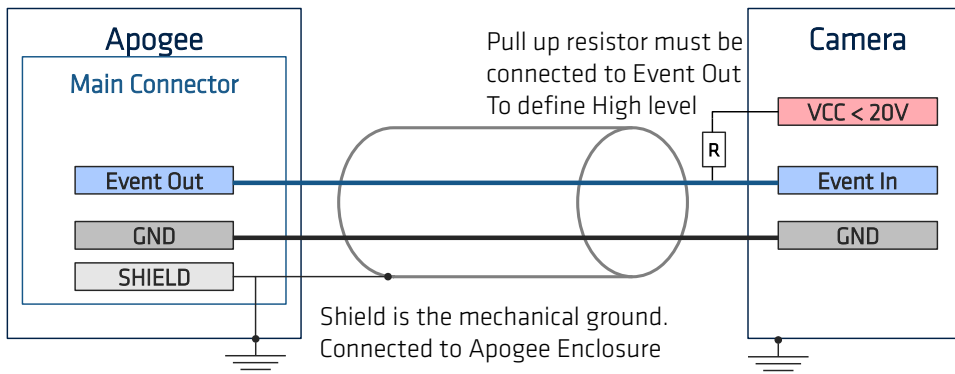 Apogee
Main Connector
Event Out
GND
SHIELD
Pull up resistor must be
connected to Event Out
To define High level
R
Shield is the mechanical ground.
Connected to Apogee Enclosure
Camera
VCC < 20V
Event In
GND